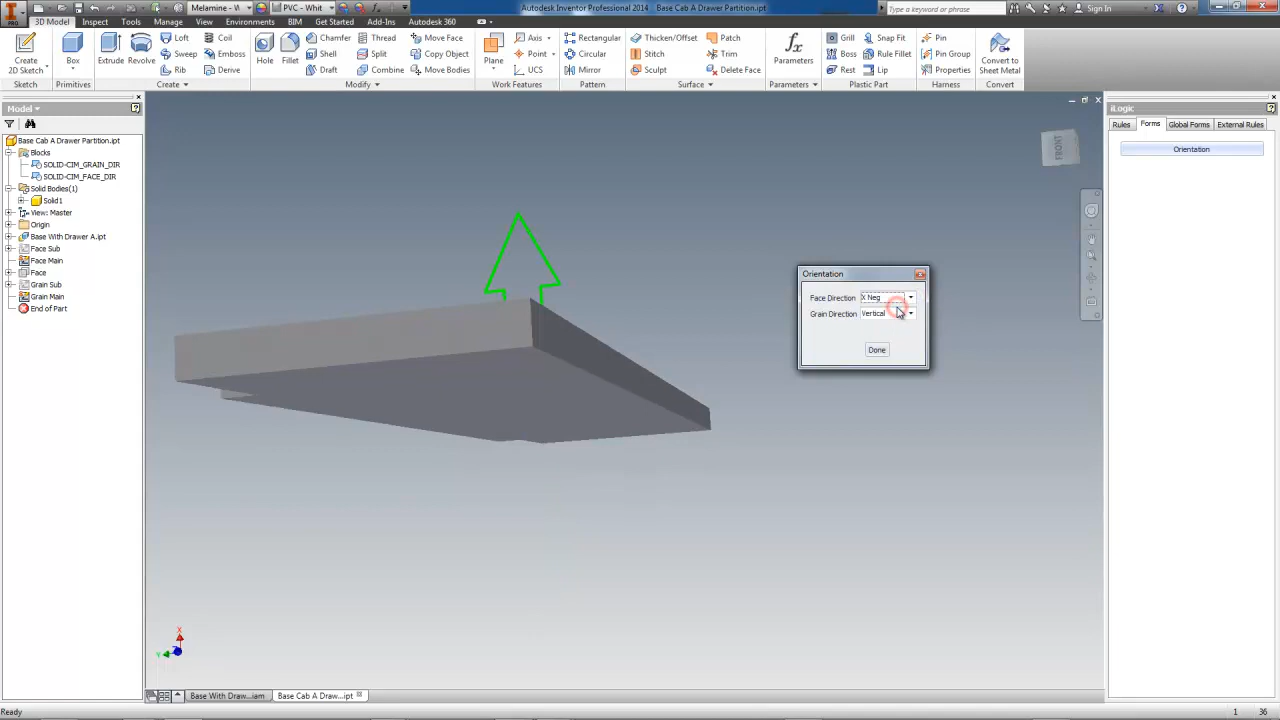 Melamine - W
PVC - Whit
Autodesk Inventor Professional 2014
Base Cab A Drawer Partition.ipt
Type a keyword or phrase
Sign In
PRO
3D Model
Inspect
Tools
Manage
View
Environments
BIM
Get Started
Add-Ins
Autodesk 360
Create
2D Sketch
Sketch
Box
Primitives
Extrude
Revolve
Loft
Sweep
Rib
Coil
Emboss
Derive
Create
Hole
Fillet
Chamfer
Shell
Draft
Thread
Split
Combine
Move Face
Copy Object
Move Bodies
Modify
Plane
Axis
Point
UCS
Work Features
Rectangular
Circular
Mirror
Pattern
Thicken/Offset
Stitch
Sculpt
Patch
Trim
Delete Face
Surface
Parameters
Parameters
Grill
Boss
Rest
Snap Fit
Rule Fillet
Lip
Plastic Part
Pin
Pin Group
Properties
Harness
Convert to
Sheet Metal
Convert
Model
Base Cab A Drawer Partition.ipt
Blocks
SOLID-CIM_GRAIN_DIR
SOLID-CIM_FACE_DIR
Solid Bodies(1)
Solid1
View: Master
Origin
Base With Drawer A.ipt
Face Sub
Face Main
Face
Grain Sub
Grain Main
End of Part
FRONT
Orientation
Face Direction
X Neg
Grain Direction
Vertical
Done
iLogic
Rules
Forms
Global Forms
External Rules
Orientation
X
Y
Base With Draw...iam
Base Cab A Draw...ipt
Ready
1
36